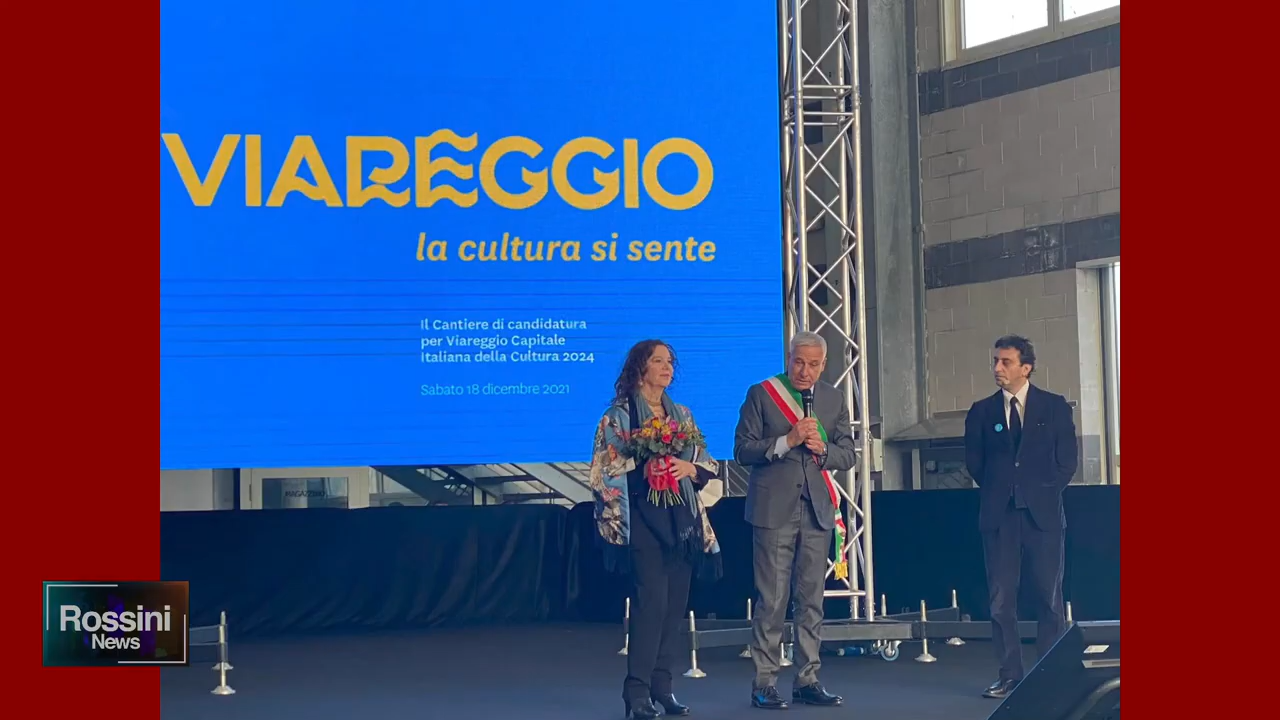 VIAREGGIO
la cultura si sente
Il Cantiere di candidatura
per Viareggio Capitale
Italiana della Cultura 2024
Sabato 18 dicembre 2021
MAGAZZINO
Rossini
News